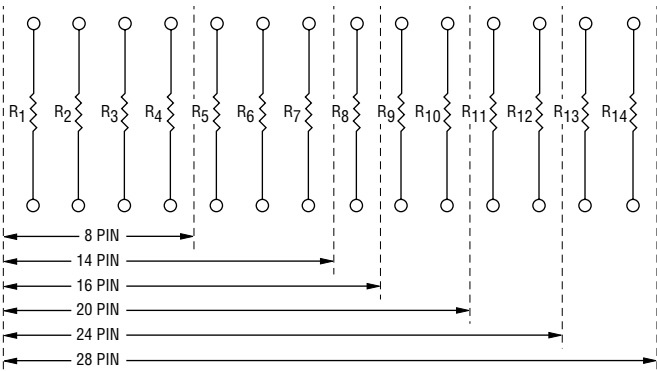 R1 R2 R3 R4 R5 R6 R7 R8 R9 R10 R11 R12 R13 R14
8 PIN
14 PIN
16 PIN
20 PIN
24 PIN
28 PIN